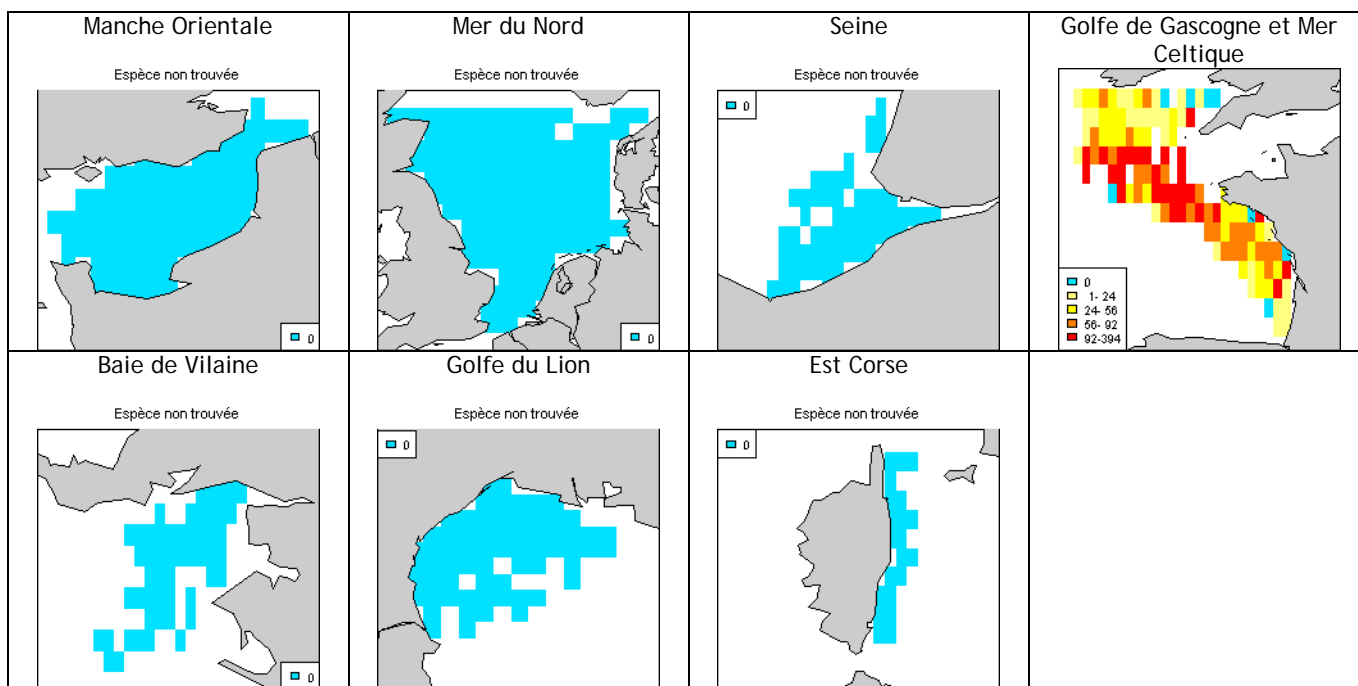 Manche Orientale
Espèce non trouvée
0
Mer du Nord
Espèce non trouvée
0
Seine
Espèce non trouvée
0
Golfe de Gascogne et Mer
Celtique
0
1- 24
24- 56
56- 92
92-394
Baie de Vilaine
Espèce non trouvée
0
Golfe du Lion
Espèce non trouvée
0
Est Corse
Espèce non trouvée
0